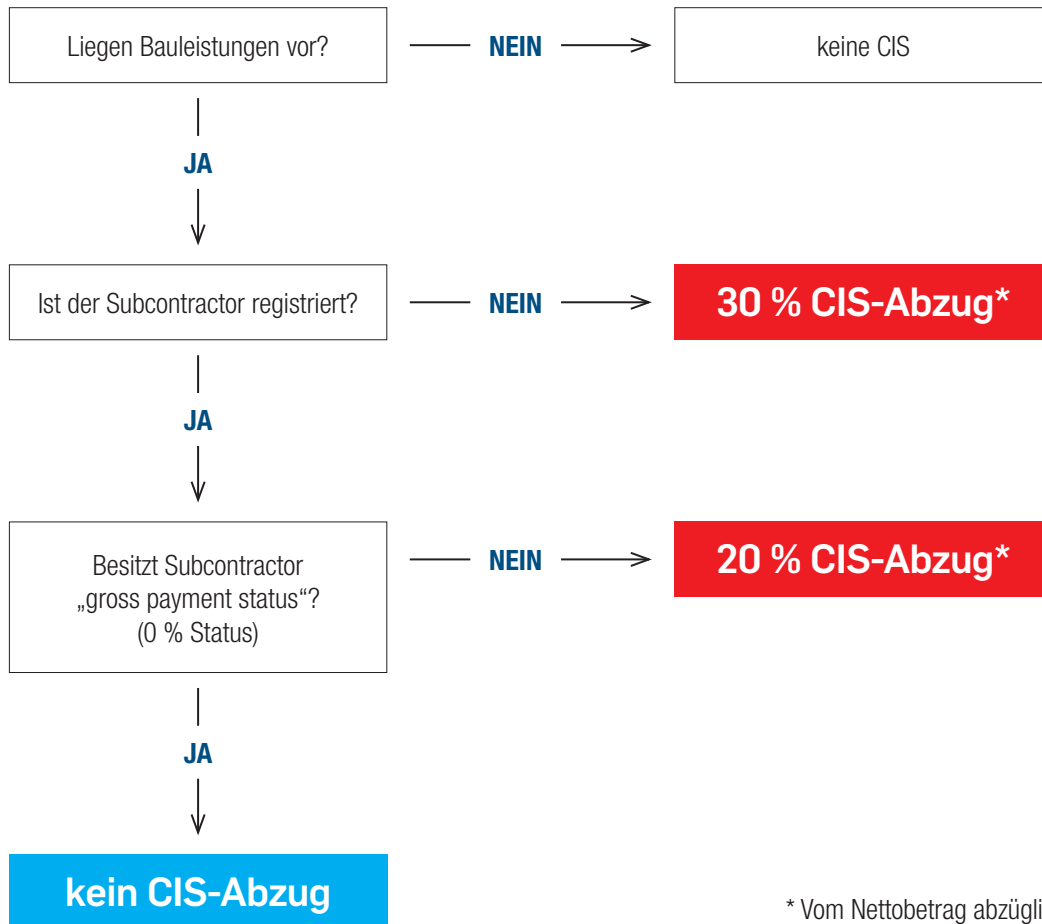 Liegen Bauleistungen vor?
NEIN
keine CIS
JA
Ist der Subcontractor registriert?
NEIN
30 % CIS-Abzug*
JA
Besitzt Subcontractor
„gross payment status“?
(0 % Status)
NEIN
20 % CIS-Abzug*
JA
kein CIS-Abzug
* Vom Nettobetrag